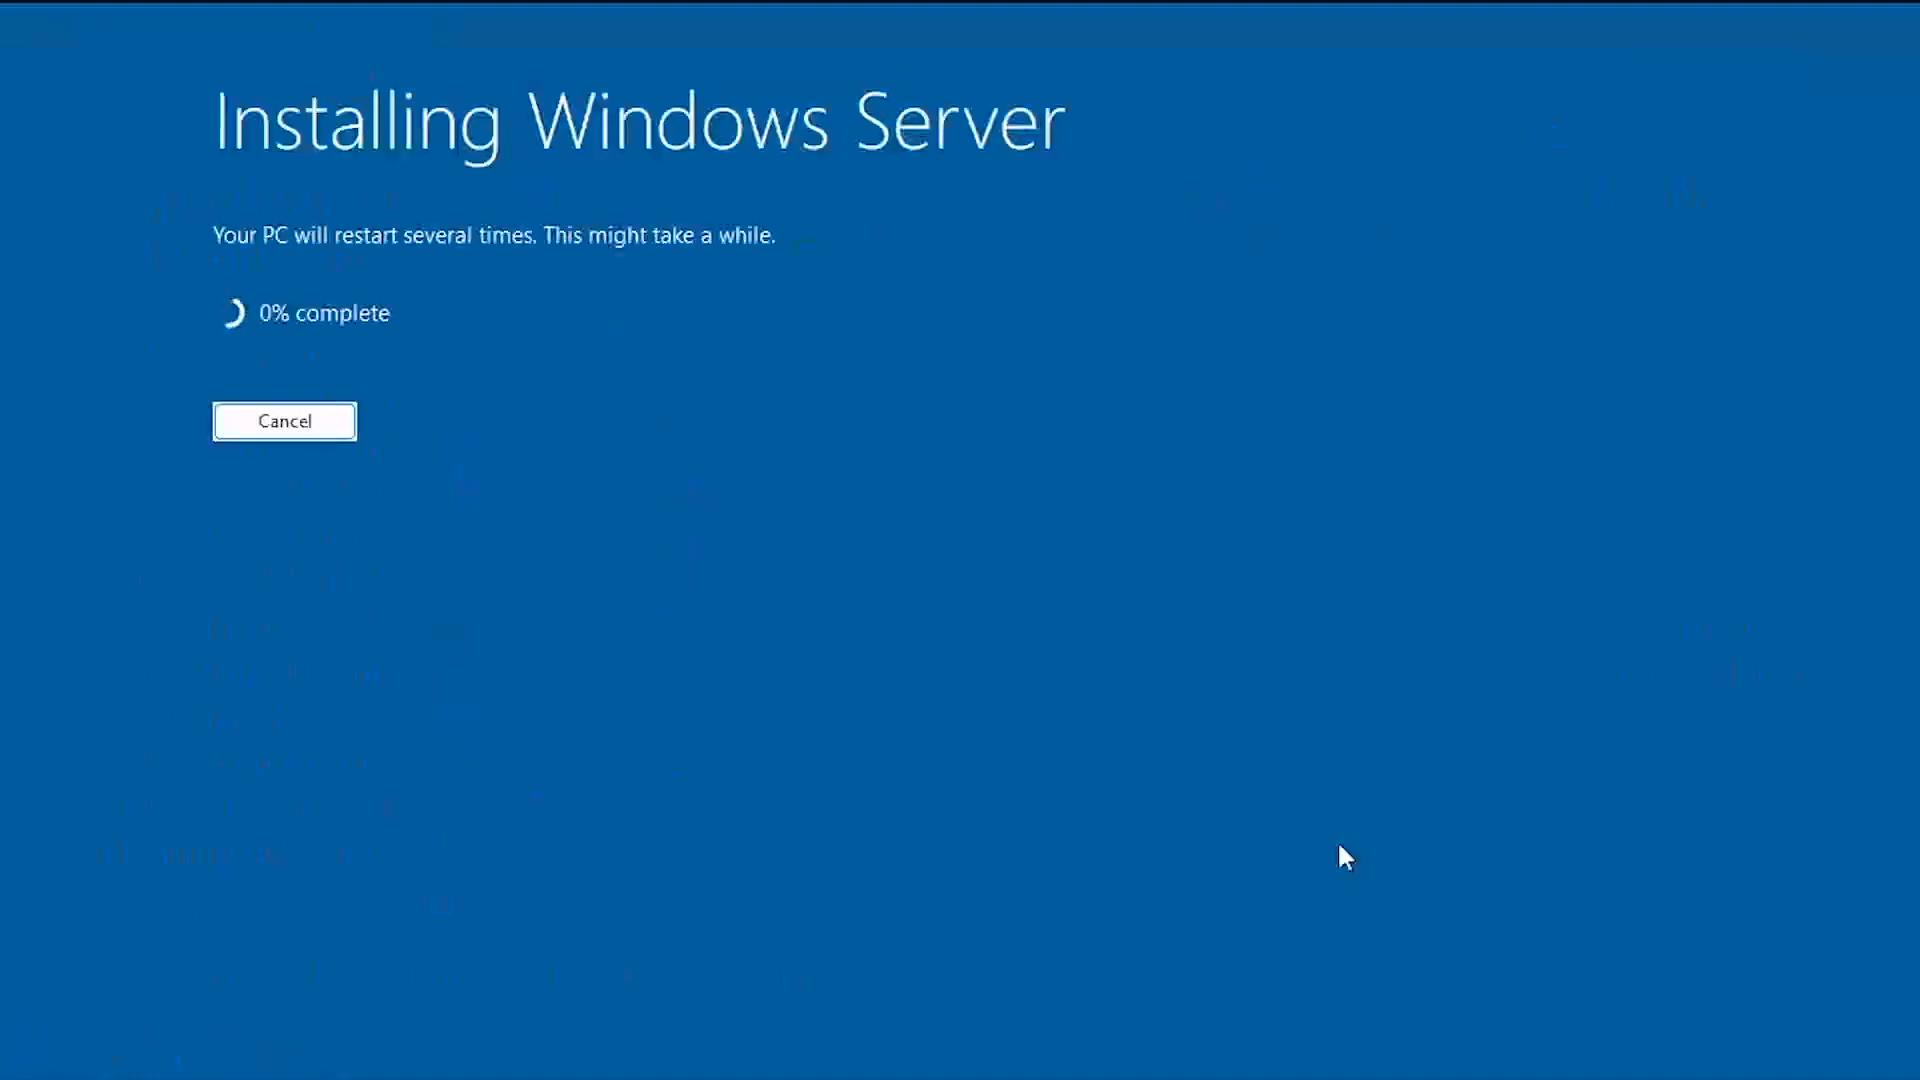 Installing Windows Server
Your PC will restart several times. This might take a while.
0% complete
Cancel